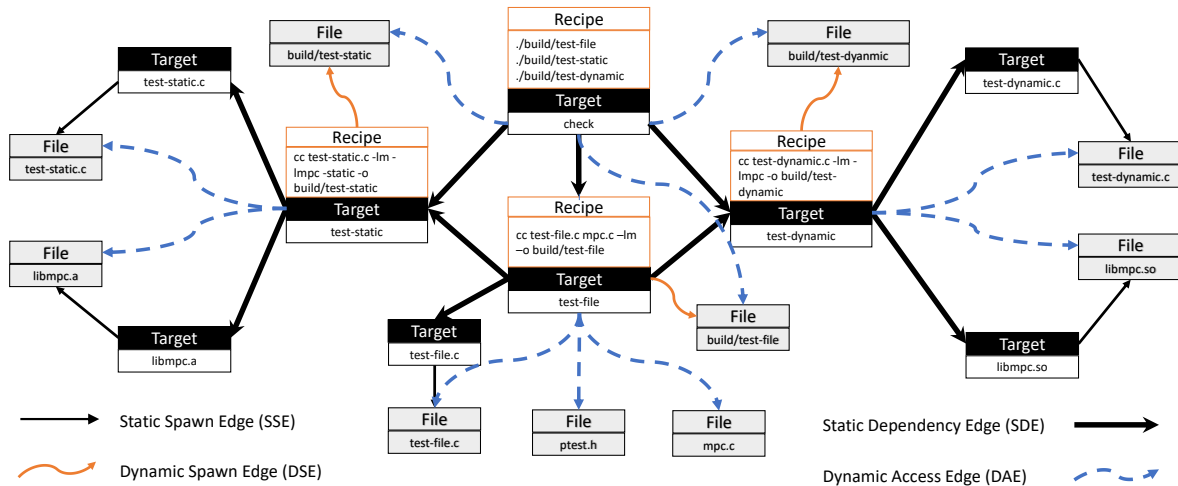 File
build/test-static
Recipe
./build/test-file
./build/test-static
./build/test-dynamic
Target
check
File
build/test-dyanmic
Target
test-static.c
Target
test-dynamic.c
File
test-static.c
Recipe
cc test-static.c -lm -
lmpc -static -o
build/test-static
Target
test-static
Recipe
cc test-dynamic.c -lm -
lmpc -o build/test-
dynamic
Target
test-dynamic
File
test-dynamic.c
Recipe
cc test-file.c mpc.c –lm
–o build/test-file
Target
test-file
File
libmpc.a
File
libmpc.so
Target
libmpc.a
Target
test-file.c
File
build/test-file
Target
libmpc.so
File
test-file.c
File
ptest.h
File
mpc.c
Static Spawn Edge (SSE)
Dynamic Spawn Edge (DSE)
Static Dependency Edge (SDE)
Dynamic Access Edge (DAE)